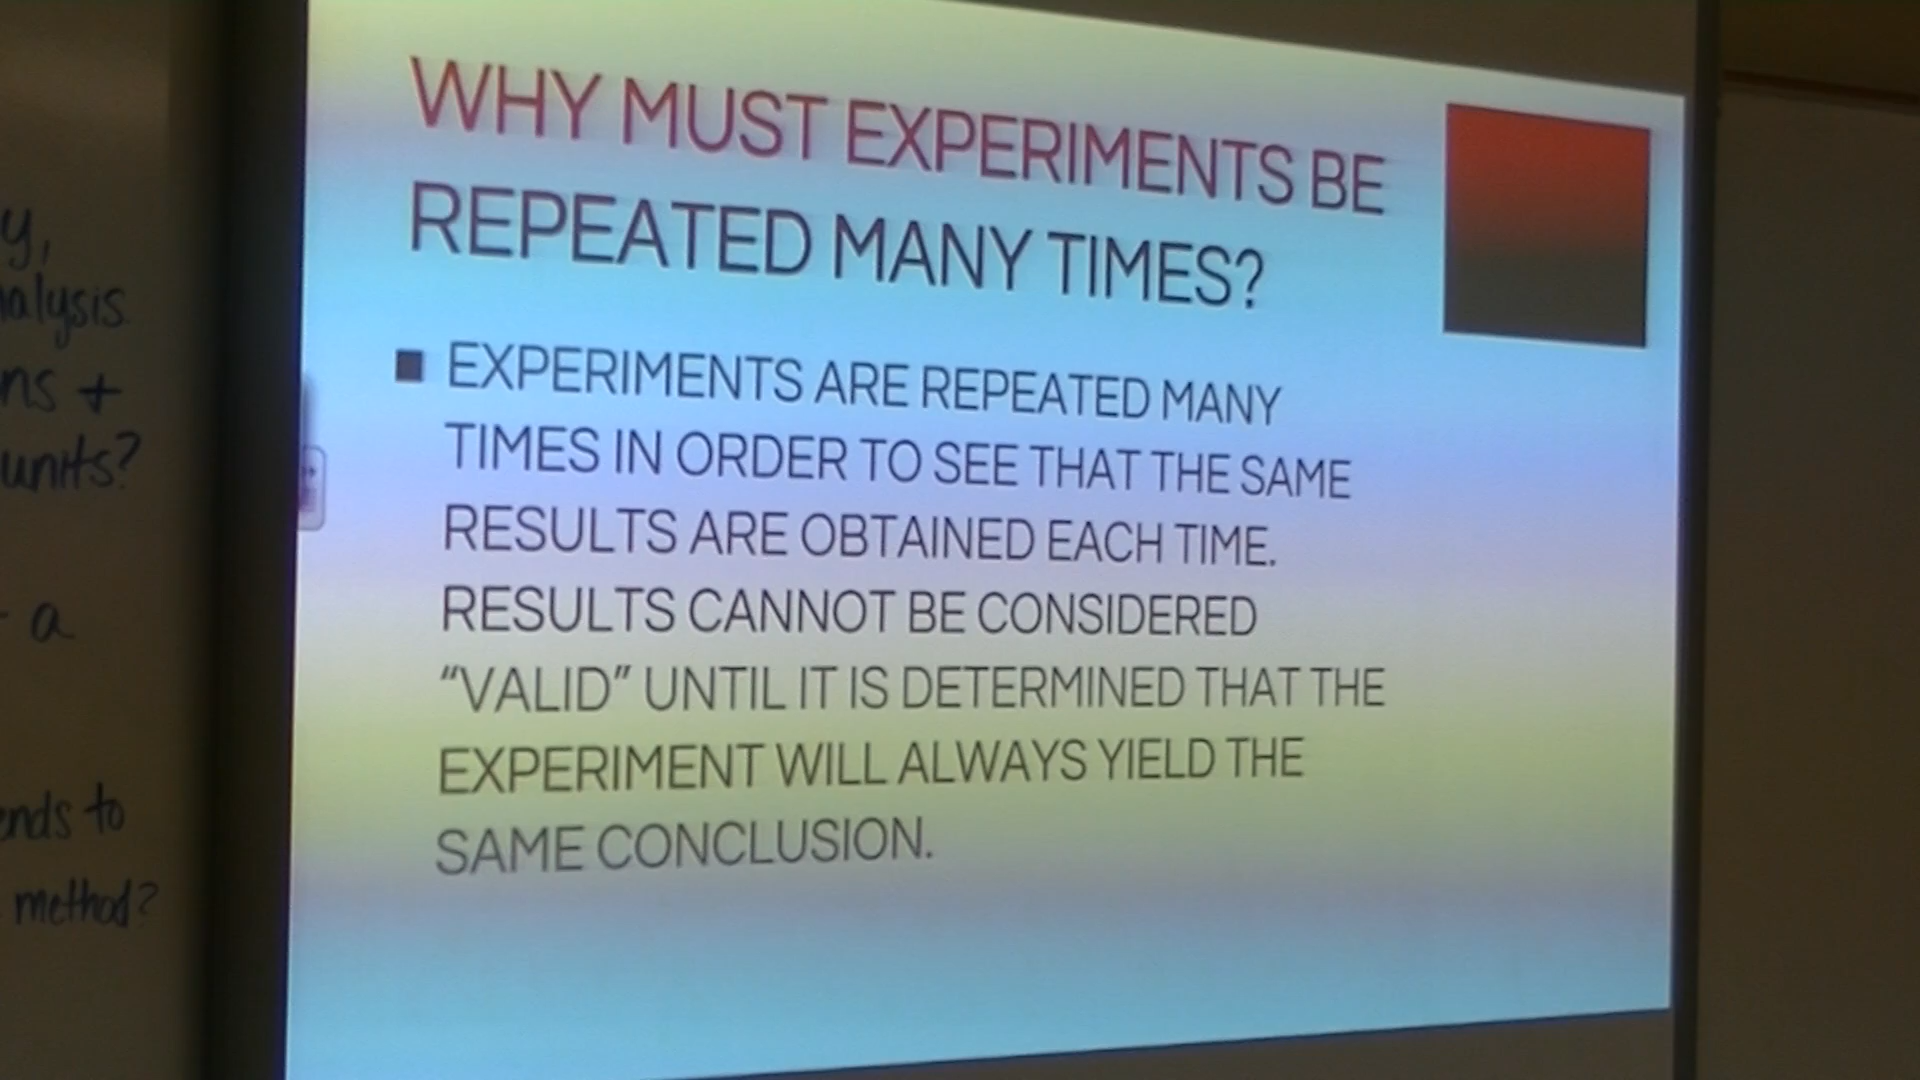 y,
nalysis
ns +
units?
a
ends to
method?
WHY MUST EXPERIMENTS BE
REPEATED MANY TIMES?
■ EXPERIMENTS ARE REPEATED MANY
TIMES IN ORDER TO SEE THAT THE SAME
RESULTS ARE OBTAINED EACH TIME.
RESULTS CANNOT BE CONSIDERED
“VALID” UNTIL IT IS DETERMINED THAT THE
EXPERIMENT WILL ALWAYS YIELD THE
SAME CONCLUSION.